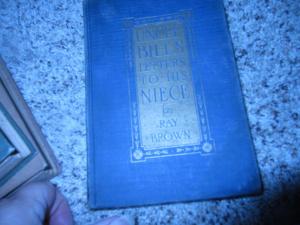 UNCLE
BILL'S
LETTERS
TO HIS
NIECE
by
RAY
BROWN